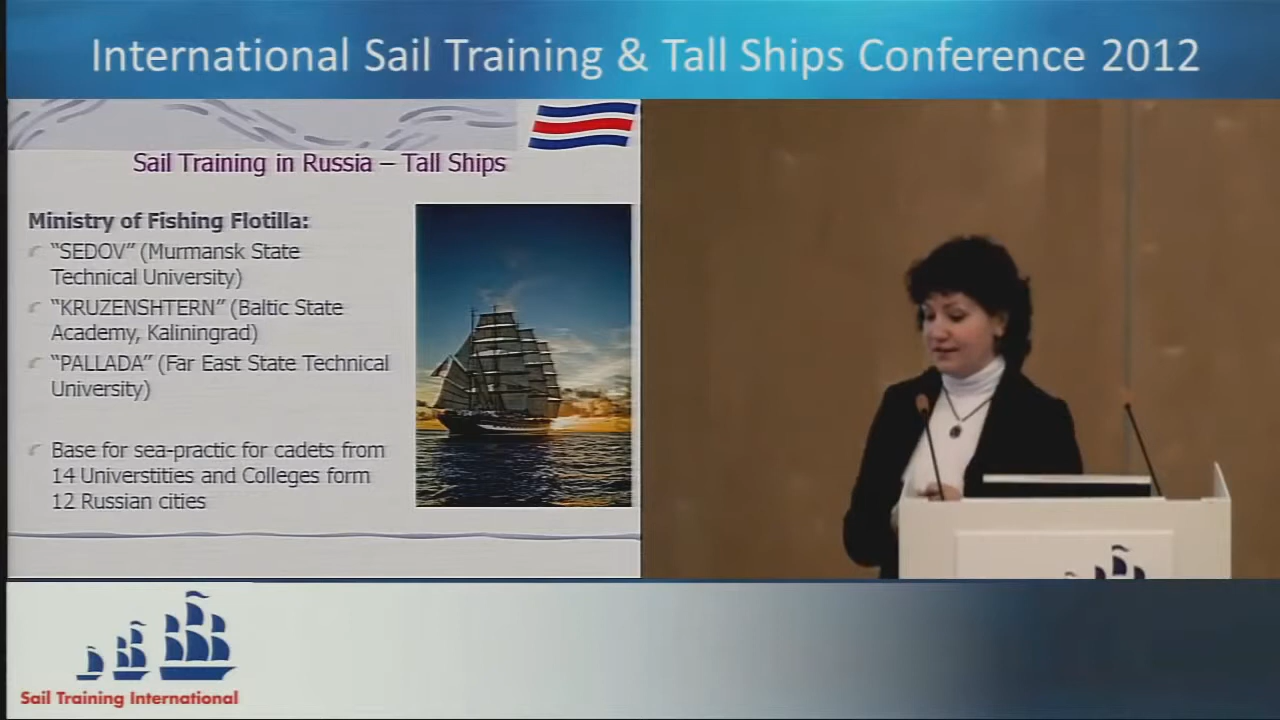 International Sail Training & Tall Ships Conference 2012
Sail Training in Russia – Tall Ships
Ministry of Fishing Flotilla:
“SEDOV” (Murmansk State
Technical University)
“KRUZENSHTERN” (Baltic State
Academy, Kaliningrad)
“PALLADA” (Far East State Technical
University)
Base for sea-practic for cadets from
14 Universtities and Colleges form
12 Russian cities
Sail Training International